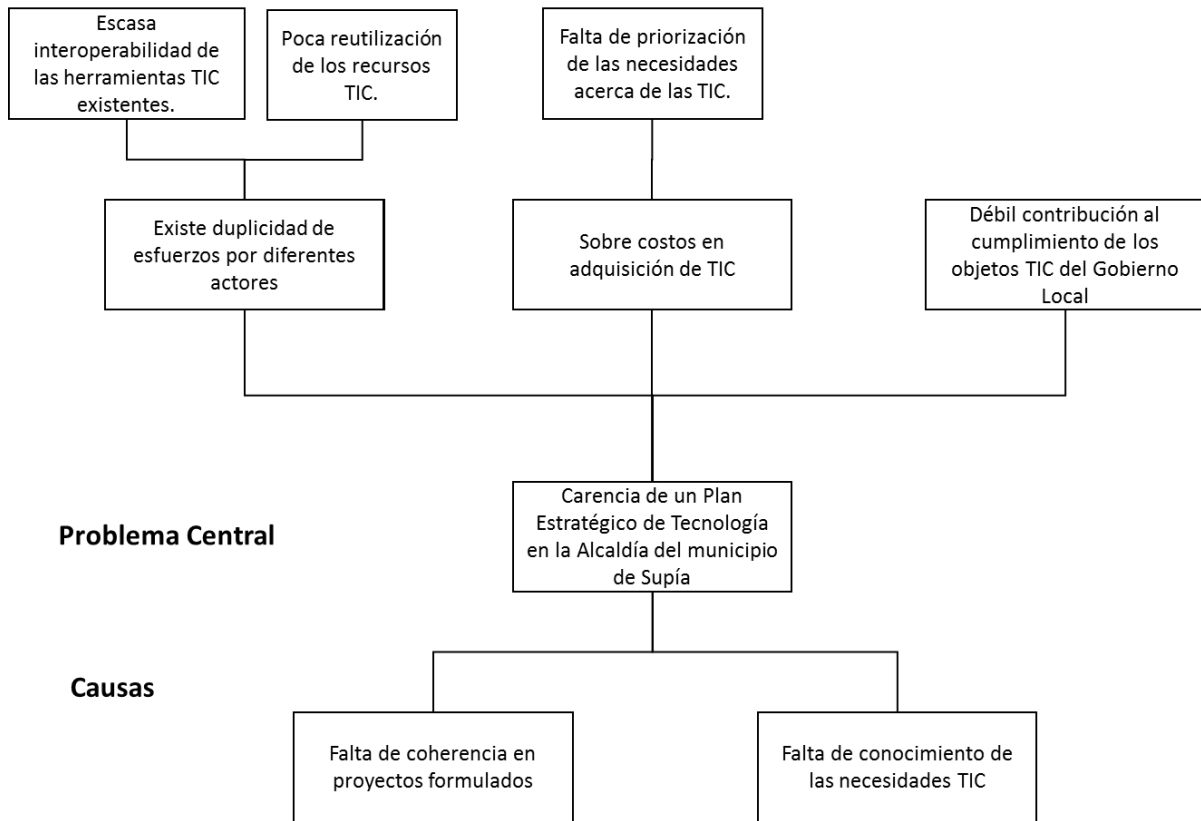 Escasa
interoperabilidad de
las herramientas TIC
existentes.
Poca reutilización
de los recursos
TIC.
Falta de priorización
de las necesidades
acerca de las TIC.
Existe duplicidad de
esfuerzos por diferentes
actores
Sobre costos en
adquisición de TIC
Débil contribución al
cumplimiento de los
objetos TIC del Gobierno
Local
Problema Central
Carencia de un Plan
Estratégico de Tecnología
en la Alcaldía del municipio
de Supía
Causas
Falta de coherencia en
proyectos formulados
Falta de conocimiento de
las necesidades TIC